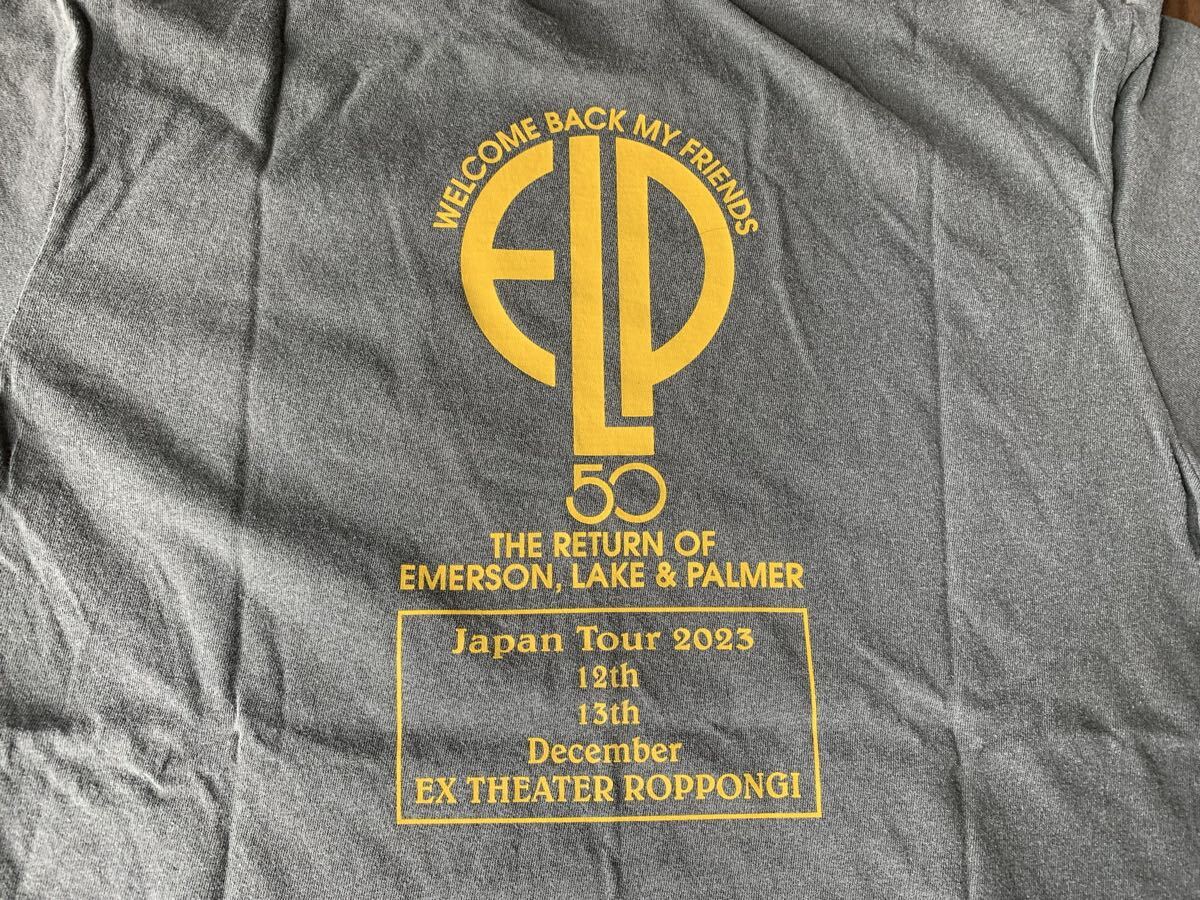 WELCOME BACK MY FRIENDS
ELP
50
THE RETURN OF
EMERSON, LAKE & PALMER
Japan Tour 2023
12th
13th
December
EX THEATER ROPPONGI